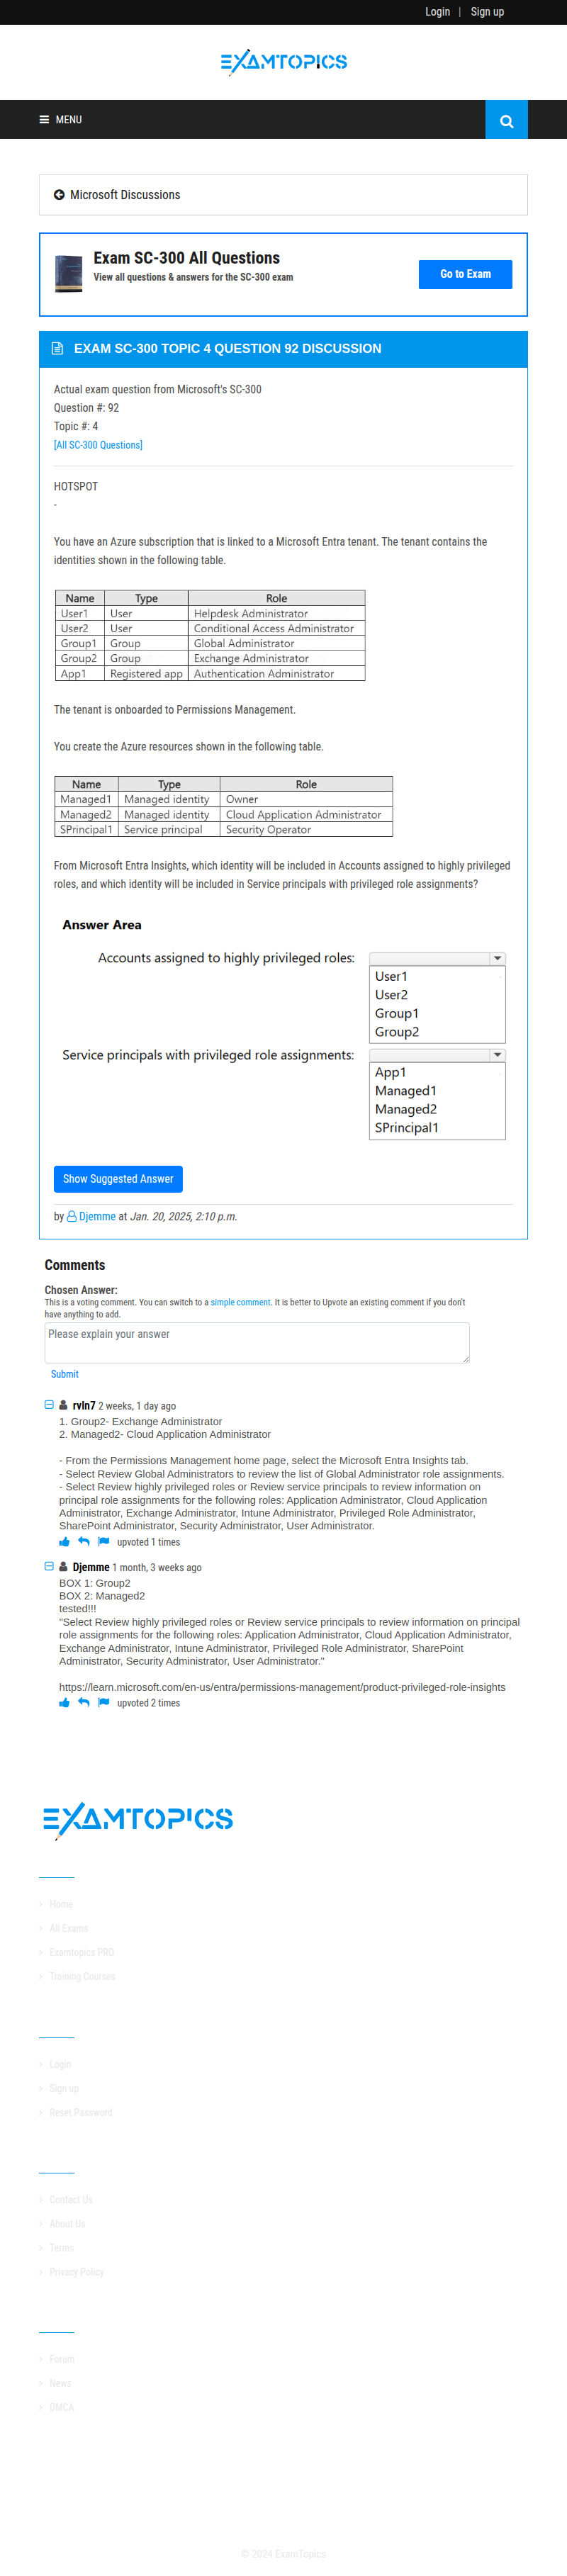 Login | Sign up
EXAMTOPICS
MENU
Microsoft Discussions
Exam SC-300 All Questions
View all questions & answers for the SC-300 exam
Go to Exam
EXAM SC-300 TOPIC 4 QUESTION 92 DISCUSSION
Actual exam question from Microsoft's SC-300
Question #: 92
Topic #: 4
[All SC-300 Questions]
HOTSPOT
-
You have an Azure subscription that is linked to a Microsoft Entra tenant. The tenant contains the
identities shown in the following table.
Name Type Role
User1 User Helpdesk Administrator
User2 User Conditional Access Administrator
Group1 Group Global Administrator
Group2 Group Exchange Administrator
App1 Registered app Authentication Administrator
The tenant is onboarded to Permissions Management.
You create the Azure resources shown in the following table.
Name Type Role
Managed1 Managed identity Owner
Managed2 Managed identity Cloud Application Administrator
SPrincipal1 Service principal Security Operator
From Microsoft Entra Insights, which identity will be included in Accounts assigned to highly privileged
roles, and which identity will be included in Service principals with privileged role assignments?
Answer Area
Accounts assigned to highly privileged roles:
User1
User2
Group1
Group2
Service principals with privileged role assignments:
App1
Managed1
Managed2
SPrincipal1
Show Suggested Answer
by Djemme at Jan. 20, 2025, 2:10 p.m.
Comments
Chosen Answer:
This is a voting comment. You can switch to a simple comment. It is better to Upvote an existing comment if you don't
have anything to add.
Please explain your answer
Submit
rvln7 2 weeks, 1 day ago
1. Group2- Exchange Administrator
2. Managed2- Cloud Application Administrator
- From the Permissions Management home page, select the Microsoft Entra Insights tab.
- Select Review Global Administrators to review the list of Global Administrator role assignments.
- Select Review highly privileged roles or Review service principals to review information on
principal role assignments for the following roles: Application Administrator, Cloud Application
Administrator, Exchange Administrator, Intune Administrator, Privileged Role Administrator,
SharePoint Administrator, Security Administrator, User Administrator.
upvoted 1 times
Djemme 1 month, 3 weeks ago
BOX 1: Group2
BOX 2: Managed2
tested!!!
"Select Review highly privileged roles or Review service principals to review information on principal
role assignments for the following roles: Application Administrator, Cloud Application Administrator,
Exchange Administrator, Intune Administrator, Privileged Role Administrator, SharePoint
Administrator, Security Administrator, User Administrator."
https://learn.microsoft.com/en-us/entra/permissions-management/product-privileged-role-insights
upvoted 2 times
EXAMTOPICS
Home
All Exams
Examtopics PRO
Training Courses
Login
Sign up
Reset Password
Contact Us
About Us
Terms
Privacy Policy
Forum
News
DMCA
© 2024 ExamTopics